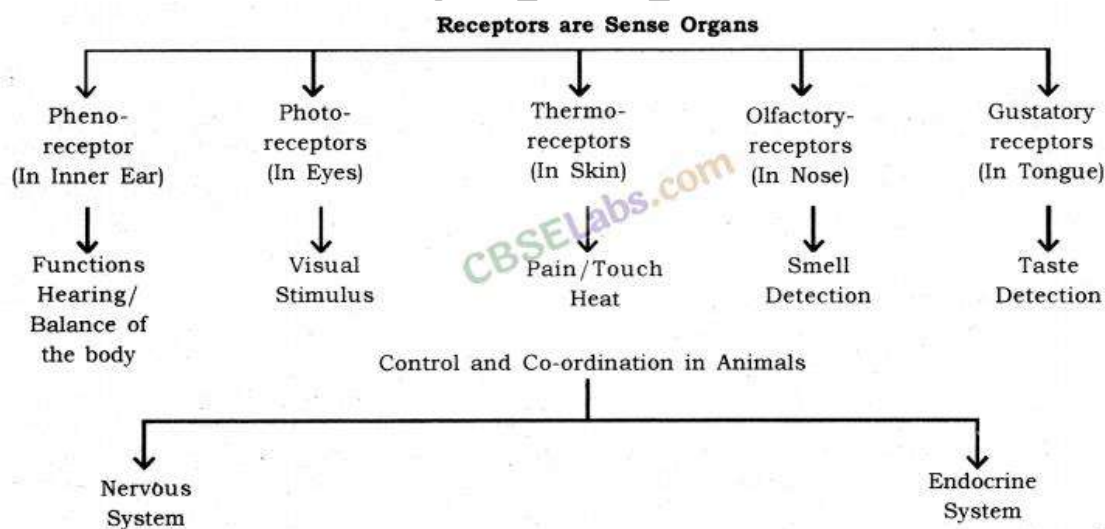 Receptors are Sense Organs
Pheno-
receptor
(In Inner Ear)
Photo-
receptors
(In Eyes)
Thermo-
receptors
(In Skin)
Olfactory-
receptors
(In Nose)
Gustatory
receptors
(In Tongue)
Functions
Hearing/
Balance of
the body
Visual
Stimulus
Pain/Touch
Heat
Smell
Detection
Taste
Detection
CBSELabs.com
Control and Co-ordination in Animals
Nervous
System
Endocrine
System